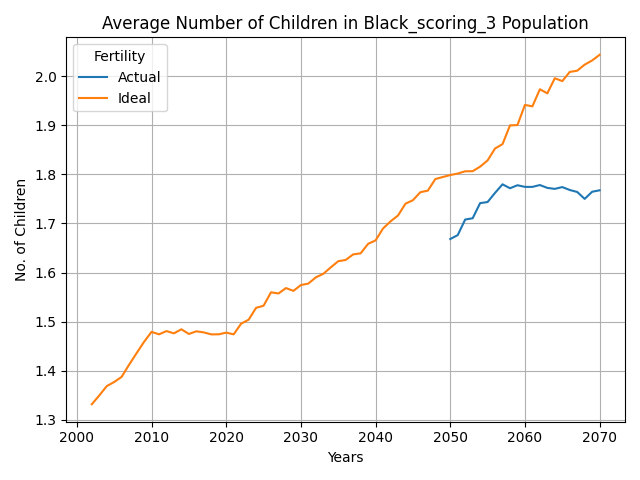 Average Number of Children in Black_scoring_3 Population
Fertility
Actual
Ideal
No. of Children
2.0
1.9
1.8
1.7
1.6
1.5
1.4
1.3
2000 2010 2020 2030 2040 2050 2060 2070
Years